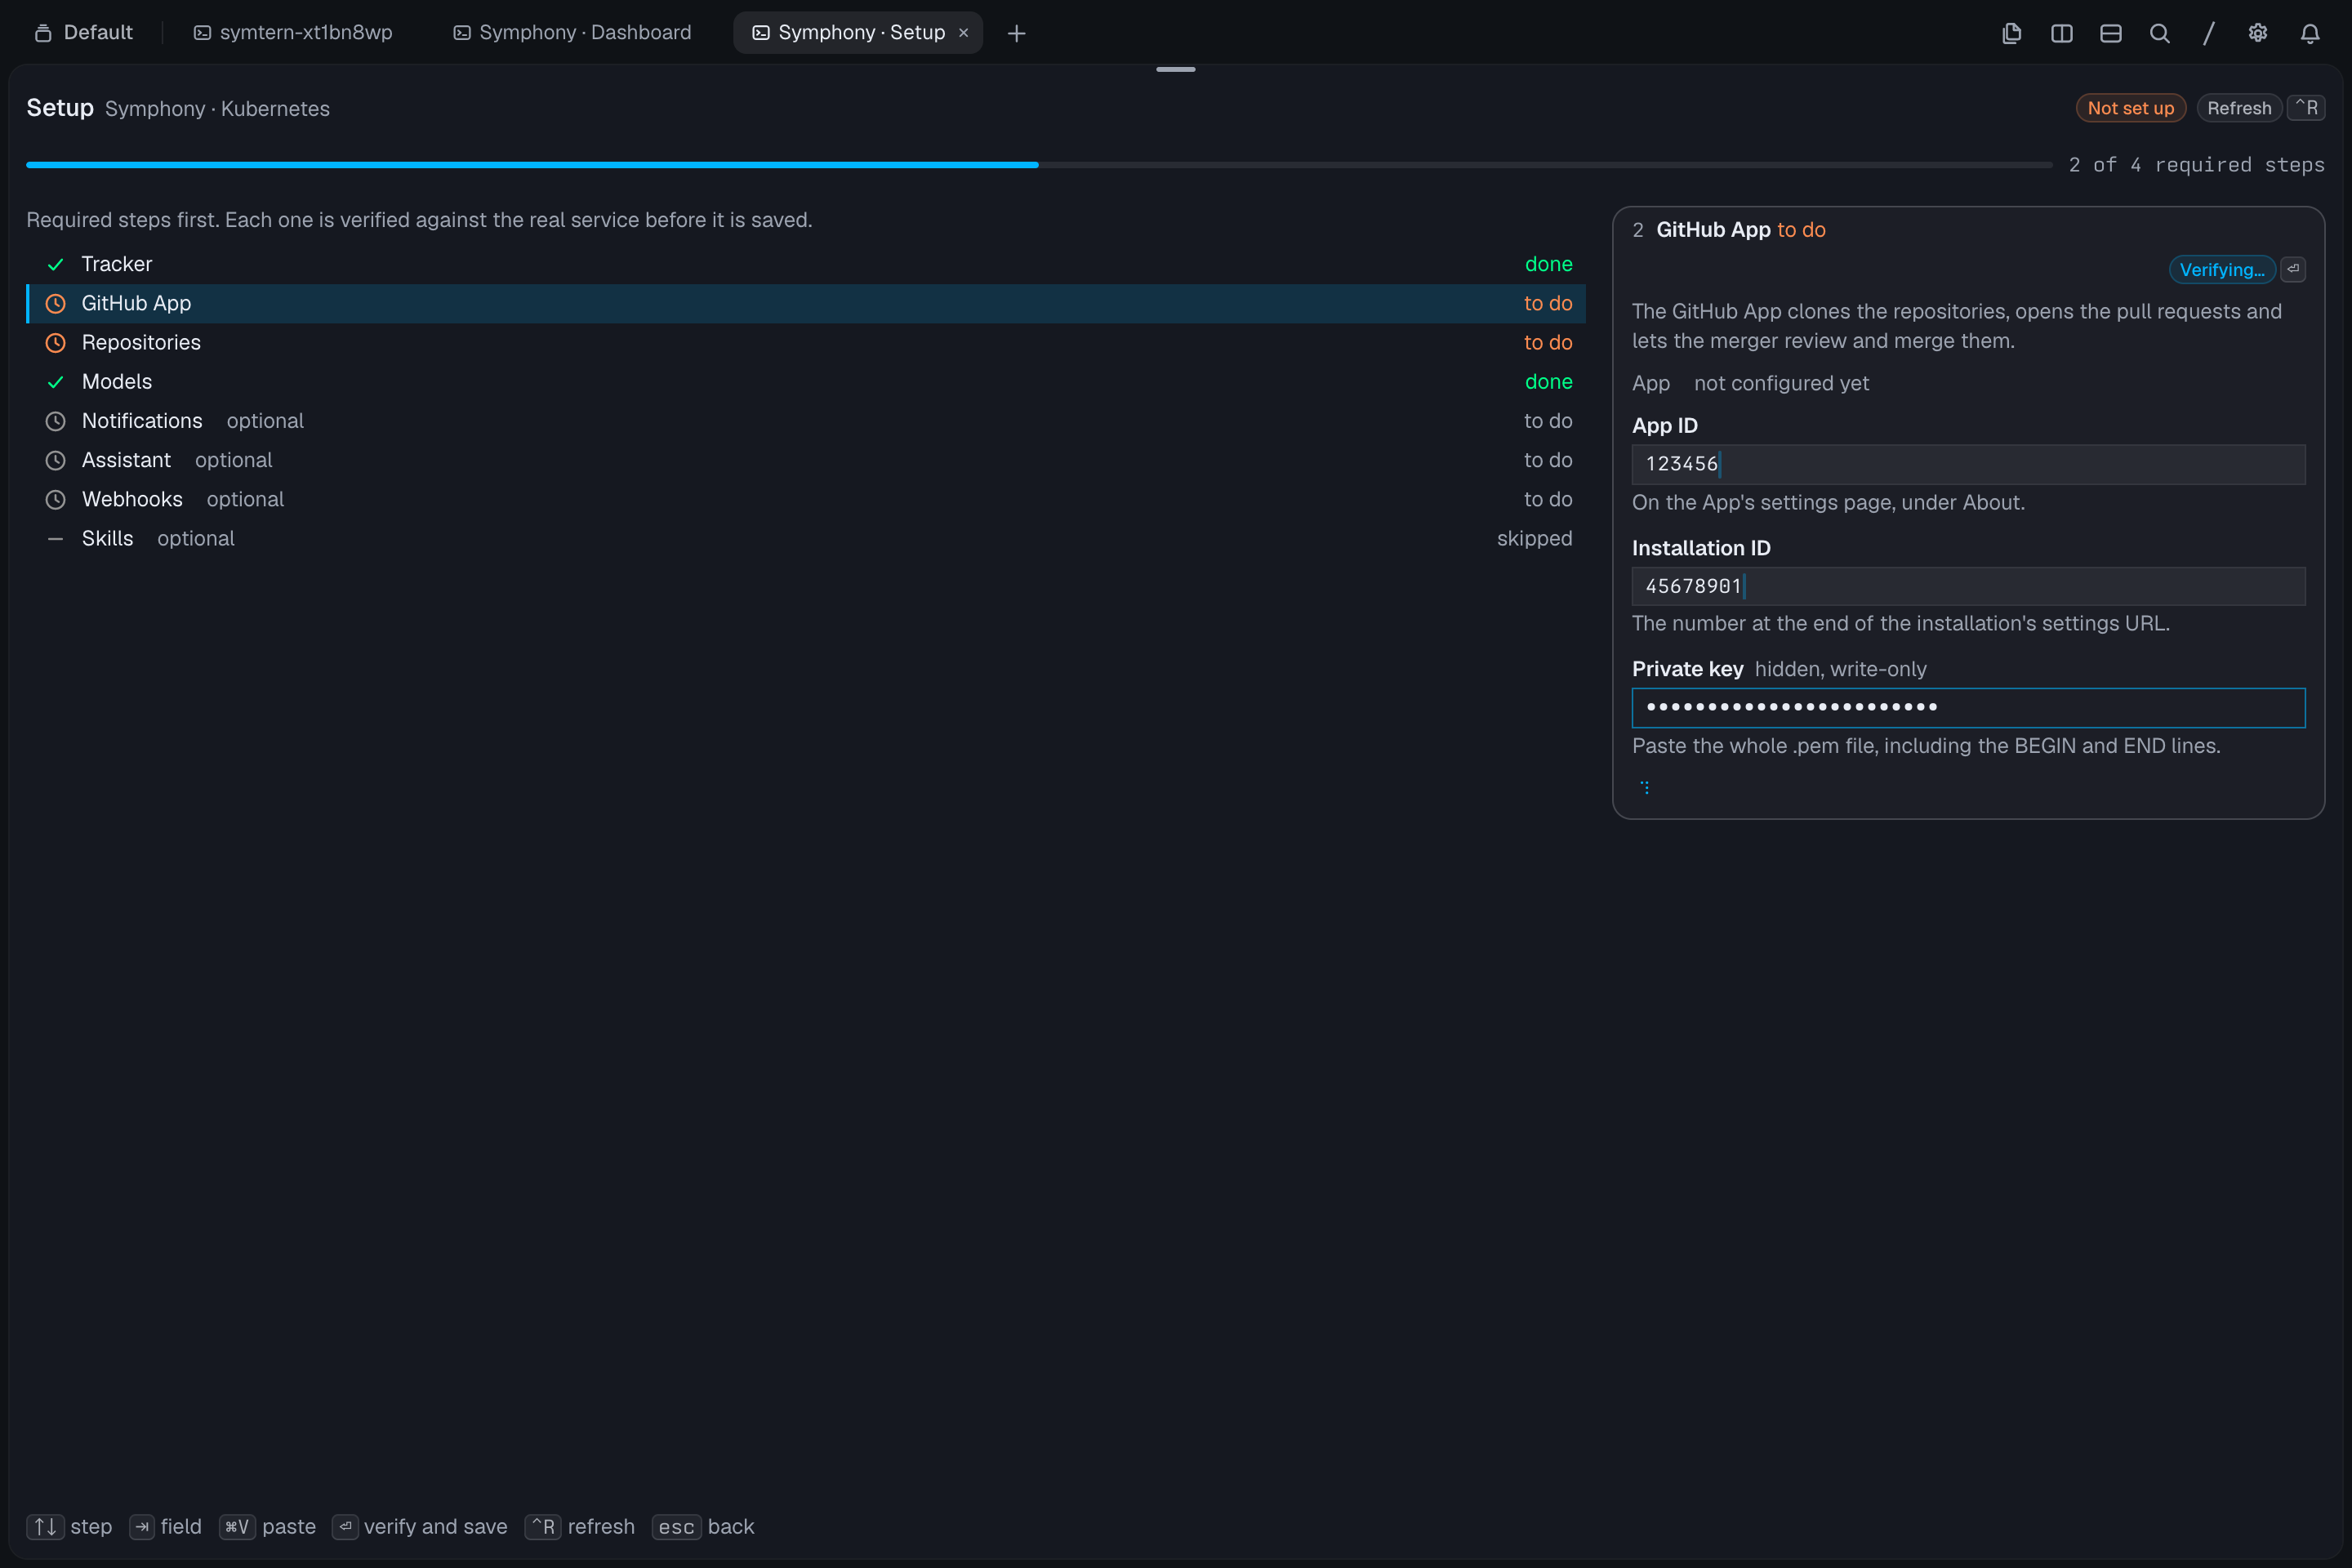 Default
symtern-xt1bn8wp
Symphony · Dashboard
Symphony · Setup ×
Setup Symphony · Kubernetes
Not set up Refresh ^R
2 of 4 required steps
Required steps first. Each one is verified against the real service before it is saved.
Tracker done
GitHub App to do
Repositories to do
Models done
Notifications optional to do
Assistant optional to do
Webhooks optional to do
Skills optional skipped
2 GitHub App to do
Verifying... ⏎
The GitHub App clones the repositories, opens the pull requests and
lets the merger review and merge them.
App not configured yet
App ID
123456
On the App's settings page, under About.
Installation ID
45678901
The number at the end of the installation's settings URL.
Private key hidden, write-only
••••••••••••••••••••••••
Paste the whole .pem file, including the BEGIN and END lines.
↑↓ step ⇥ field ⌘V paste ⏎ verify and save ^R refresh esc back